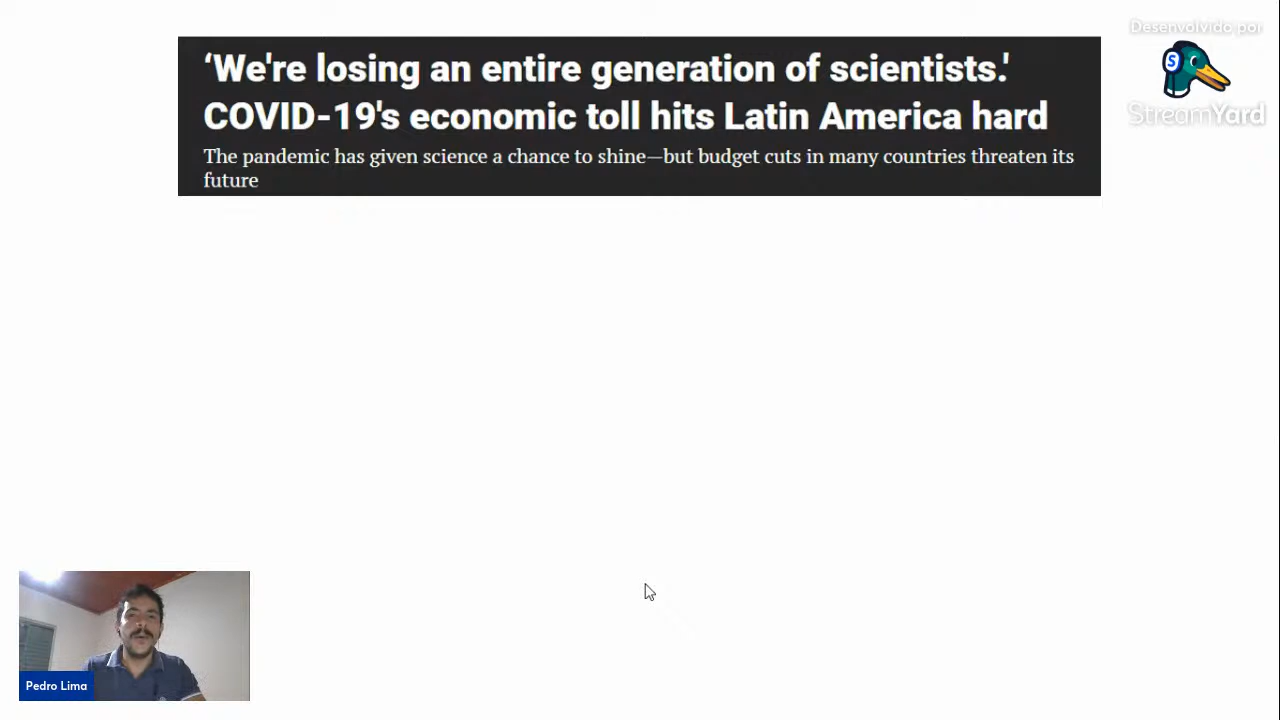 ‘We're losing an entire generation of scientists.'
COVID-19's economic toll hits Latin America hard
The pandemic has given science a chance to shine—but budget cuts in many countries threaten its
future
Desenvolvido por
S
StreamYard
Pedro Lima